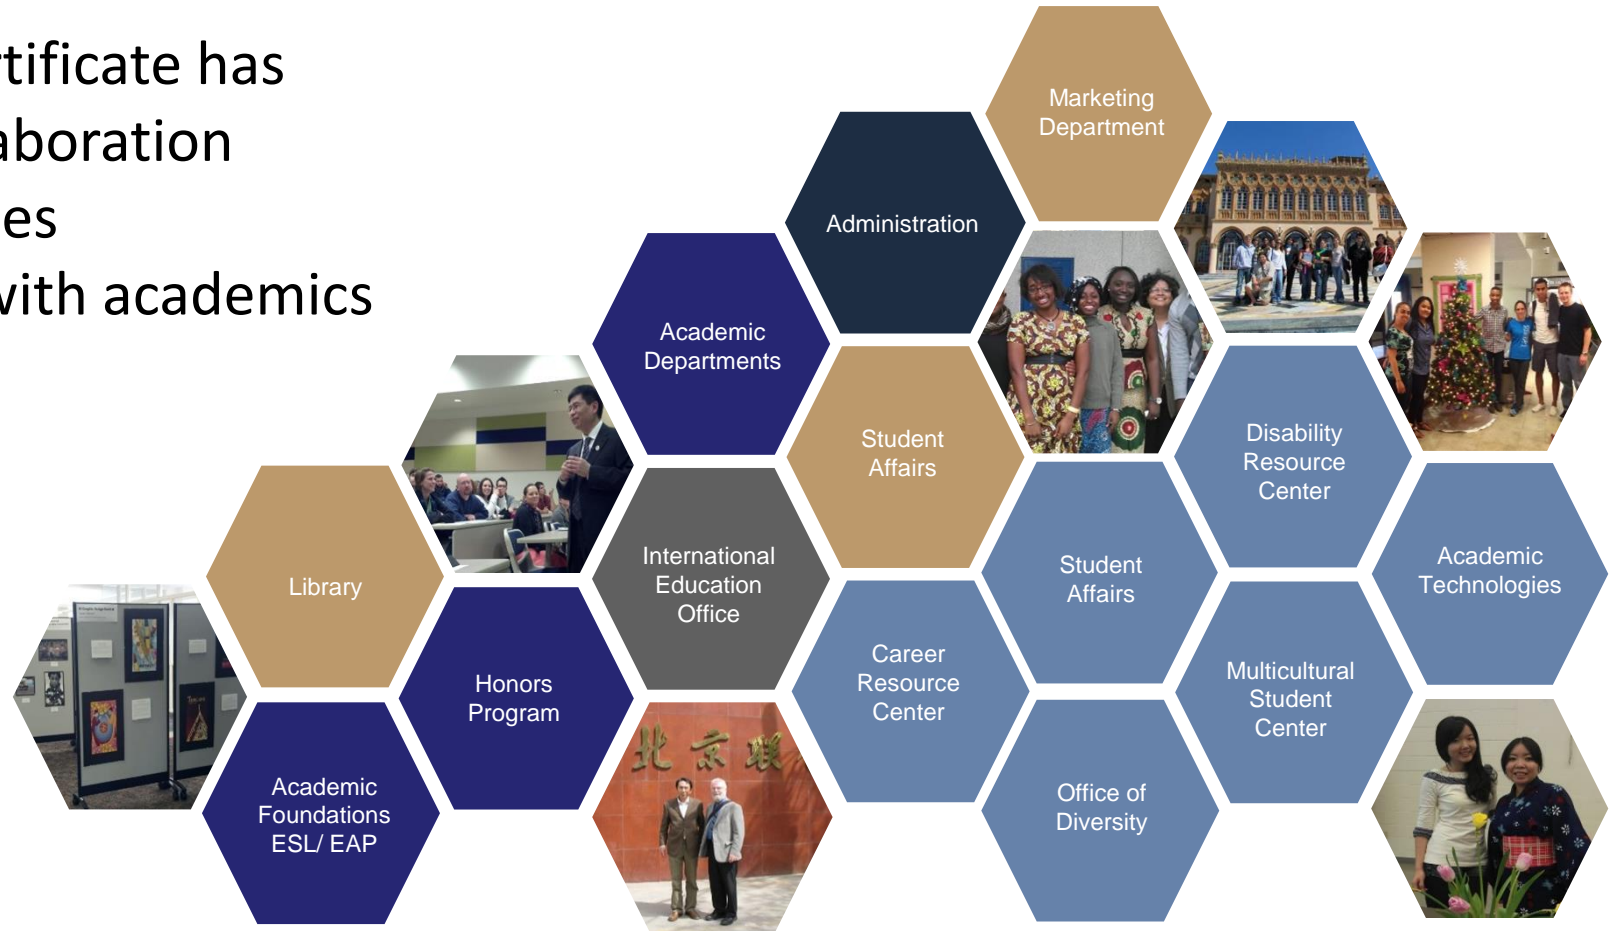 rtificate has
aboration
es
with academics
Marketing
Department
Administration
Academic
Departments
Student
Affairs
Disability
Resource
Center
Library
International
Education
Office
Student
Affairs
Academic
Technologies
Honors
Program
Career
Resource
Center
Multicultural
Student
Center
Academic
Foundations
ESL/ EAP
Office of
Diversity
北京联